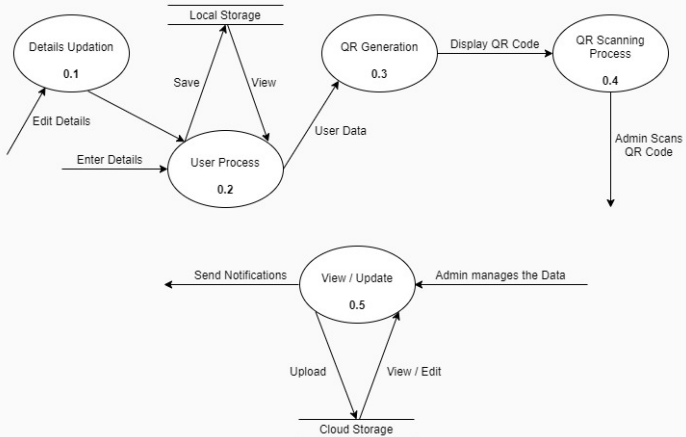 Local Storage
Details Updation
0.1
QR Generation
0.3
Display QR Code
QR Scanning
Process
0.4
Save
View
Edit Details
User Data
Admin Scans
QR Code
Enter Details
User Process
0.2
Send Notifications
View / Update
0.5
Admin manages the Data
Upload
View / Edit
Cloud Storage